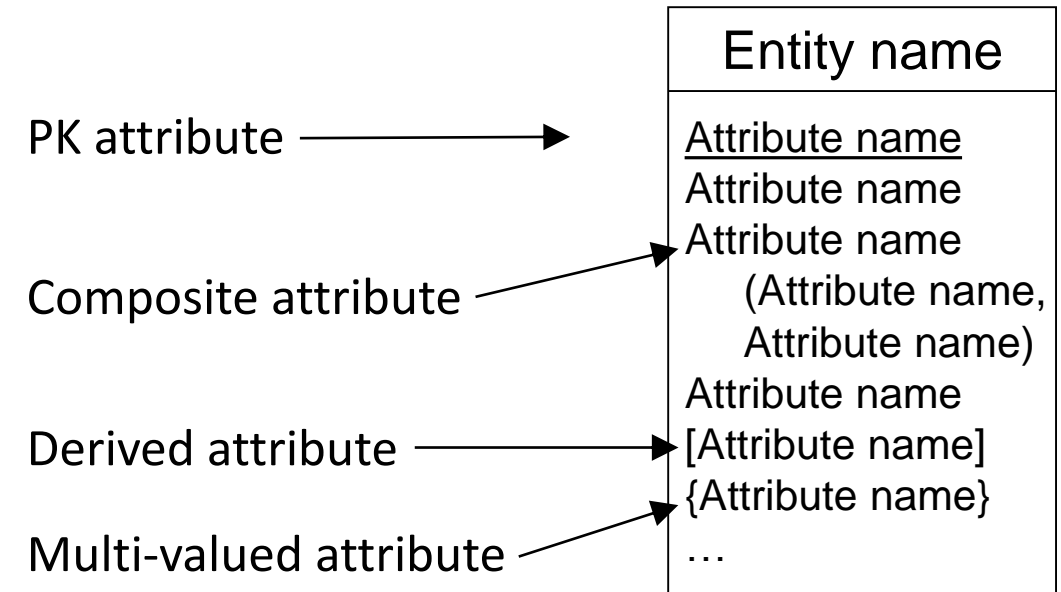 Entity name
PK attribute
Attribute name
Attribute name
Attribute name
Composite attribute
(Attribute name,
Attribute name)
Attribute name
Derived attribute
[Attribute name]
{Attribute name}
Multi-valued attribute
…